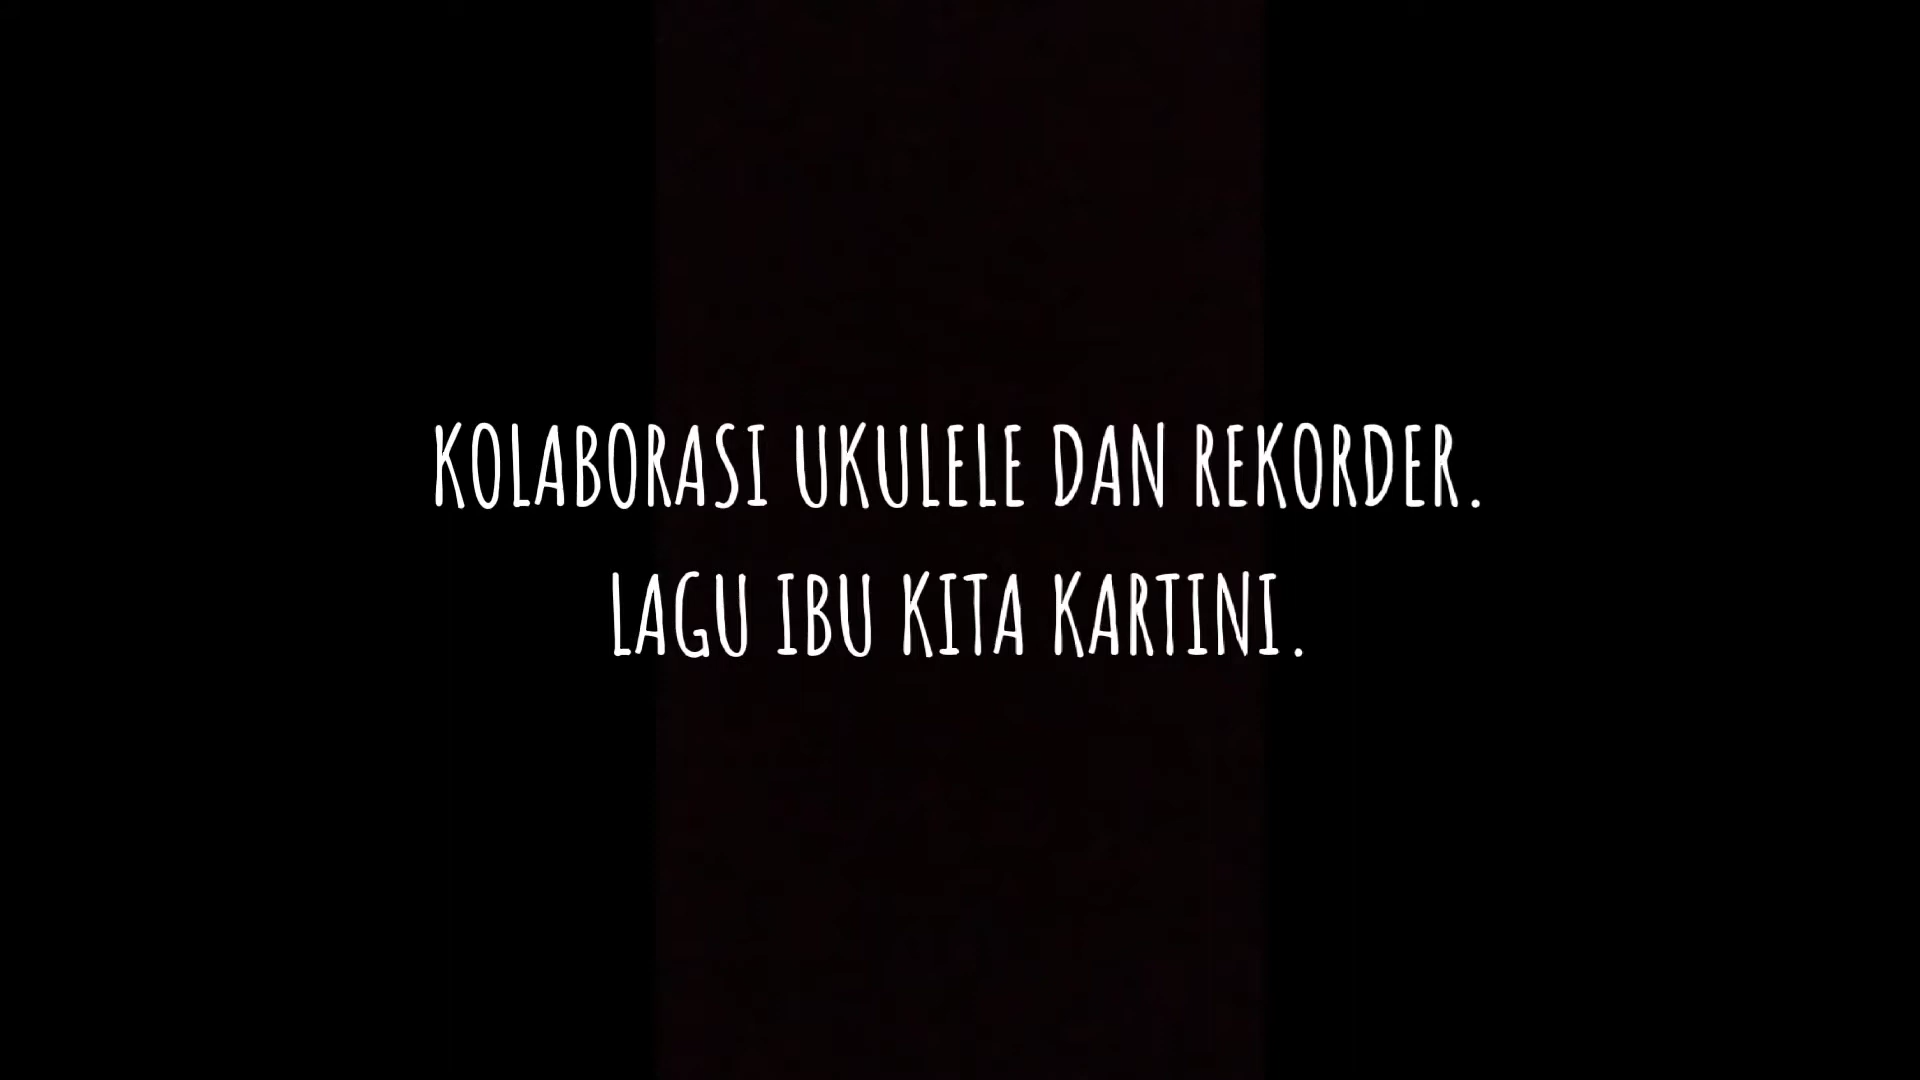 KOLABORASI UKULELE DAN REKORDER.
LAGU IBU KITA KARTINI.